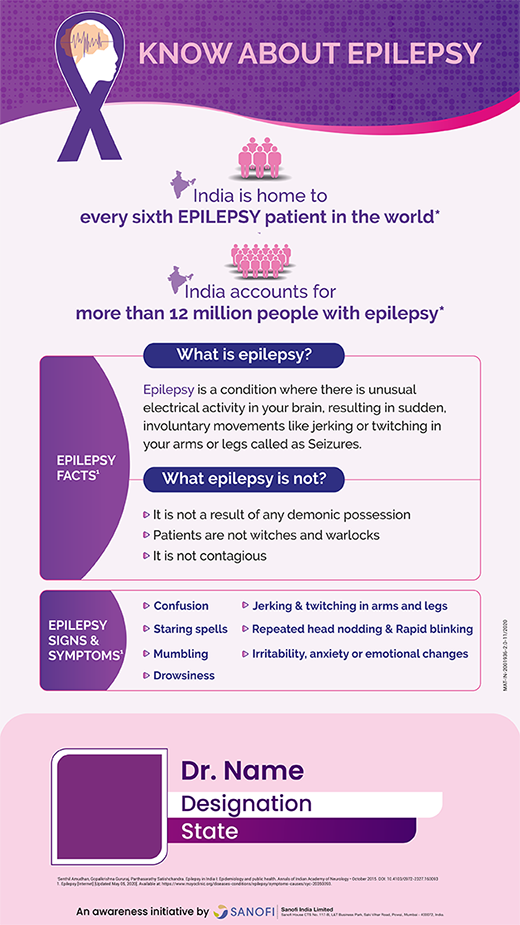 KNOW ABOUT EPILEPSY
India is home to
every sixth EPILEPSY patient in the world*
India accounts for
more than 12 million people with epilepsy*
What is epilepsy?
Epilepsy is a condition where there is unusual
electrical activity in your brain, resulting in sudden,
involuntary movements like jerking or twitching in
your arms or legs called as Seizures.
EPILEPSY
FACTS¹
What epilepsy is not?
It is not a result of any demonic possession
Patients are not witches and warlocks
It is not contagious
EPILEPSY
SIGNS &
SYMPTOMS¹
Confusion
Staring spells
Mumbling
Drowsiness
Jerking & twitching in arms and legs
Repeated head nodding & Rapid blinking
Irritability, anxiety or emotional changes
MAT-IN-2001936-2.0-11/2020
Dr. Name
Designation
State
*Senthil Amudhan, Gopalkrishna Gururaj, Parthasarathy Satishchandra. Epilepsy in India I: Epidemiology and public health. Annals of Indian Academy of Neurology • October 2015. DOI: 10.4103/0972-2327.165093
1. Epilepsy [Internet] [Updated May 05, 2020]. Available at: https://www.mayoclinic.org/diseases-conditions/epilepsy/symptoms-causes/syc-20350093.
An awareness initiative by SANOFI
Sanofi India Limited
Sanofi House CTS No. 117-B, L&T Business Park, Saki Vihar Road, Powai, Mumbai - 400072, India.